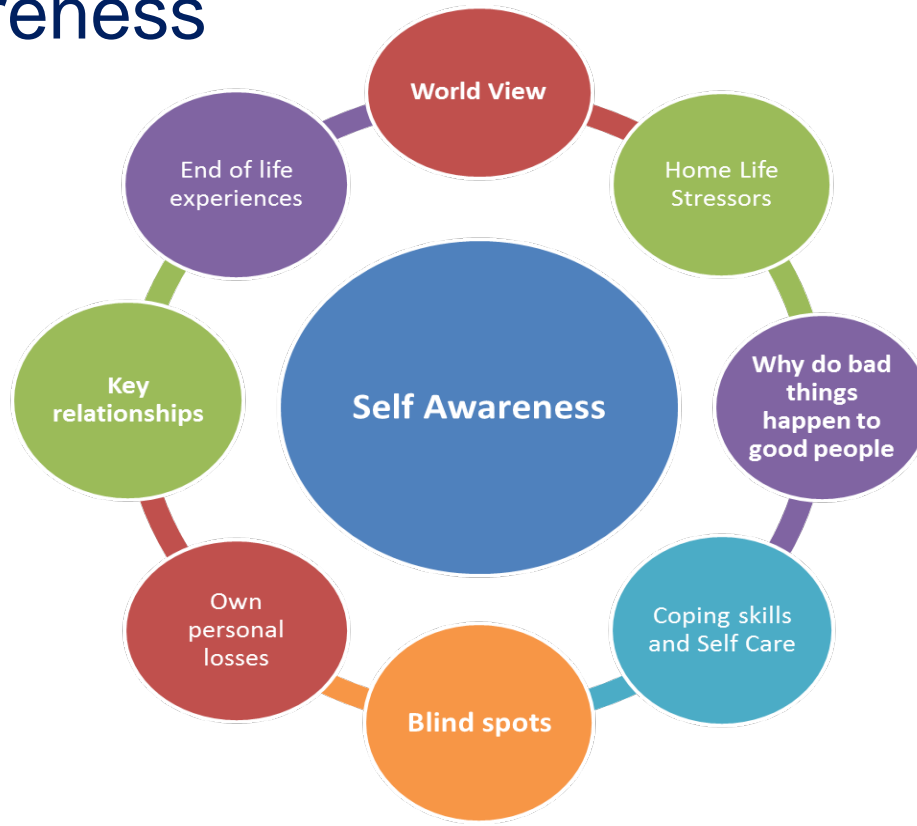 reness
World View
Home Life
Stressors
Why do bad
things
happen to
good people
Coping skills
and Self Care
Blind spots
Own
personal
losses
Key
relationships
End of life
experiences
Self Awareness